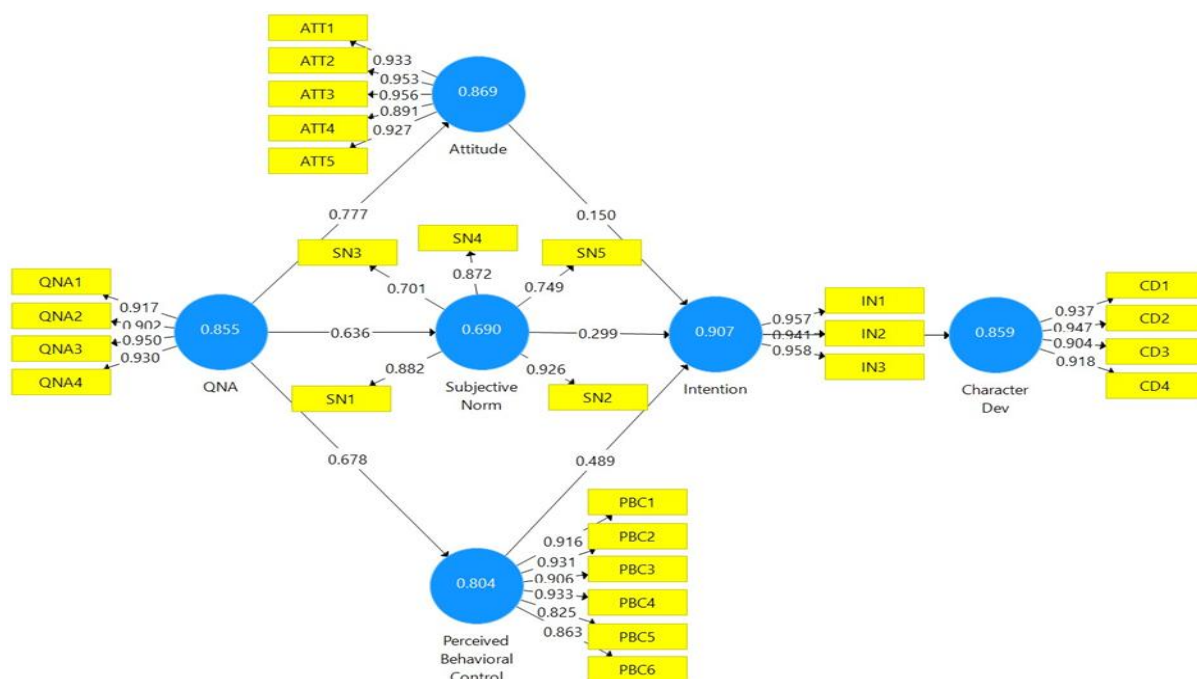 ATT1
ATT2
ATT3
ATT4
ATT5
0.933
0.953
0.956
0.891
0.927
0.869
Attitude
0.777
0.150
SN3
SN4
SN5
0.701
0.872
0.749
QNA1
QNA2
QNA3
QNA4
0.917
0.902
0.950
0.930
0.855
QNA
0.636
0.690
Subjective
Norm
0.299
0.882
0.926
SN1
SN2
0.907
Intention
0.957
0.941
0.958
IN1
IN2
IN3
0.859
Character
Dev
0.937
0.947
0.904
0.918
CD1
CD2
CD3
CD4
0.678
0.489
0.804
Perceived
Behavioral
Control
0.916
0.931
0.906
0.933
0.825
0.863
PBC1
PBC2
PBC3
PBC4
PBC5
PBC6